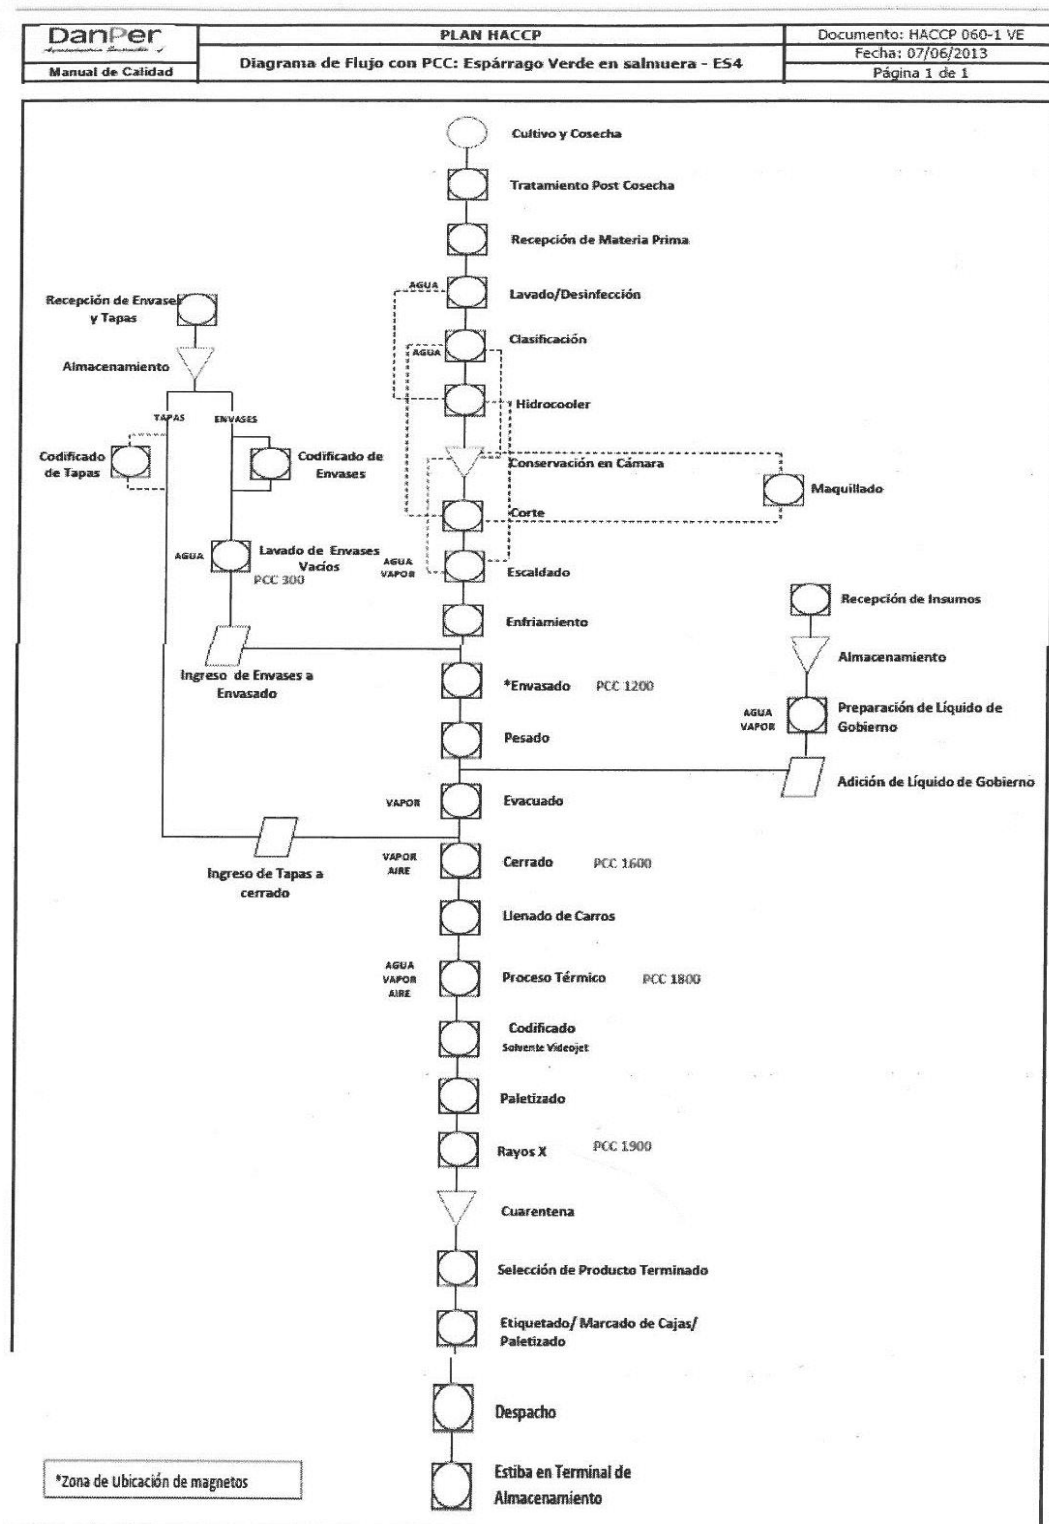 DanPer
Manual de Calidad
PLAN HACCP
Diagrama de Flujo con PCC: Espárrago Verde en salmuera - ES4
Documento: HACCP 060-1 VE
Fecha: 07/06/2013
Página 1 de 1
Cultivo y Cosecha
Tratamiento Post Cosecha
Recepción de Materia Prima
AGUA
Lavado/Desinfección
Recepción de Envases
y Tapas
AGUA
Clasificación
Almacenamiento
Hidrocooler
TAPAS
ENVASES
Codificado
de Tapas
Codificado de
Envases
Conservación en Cámara
Maquillado
Corte
AGUA
Lavado de Envases
Vacíos
PCC 300
AGUA
VAPOR
Escaldado
Recepción de Insumos
Enfriamiento
Almacenamiento
Ingreso de Envases a
Envasado
*Envasado PCC 1200
AGUA
VAPOR
Preparación de Líquido de
Gobierno
Pesado
Adición de Líquido de Gobierno
VAPOR
Evacuado
Ingreso de Tapas a
cerrado
VAPOR
AIRE
Cerrado PCC 1600
Llenado de Carros
AGUA
VAPOR
AIRE
Proceso Térmico PCC 1800
Codificado
Solvente Videojet
Paletizado
Rayos X PCC 1900
Cuarentena
Selección de Producto Terminado
Etiquetado/ Marcado de Cajas/
Paletizado
Despacho
*Zona de Ubicación de magnetos
Estiba en Terminal de
Almacenamiento